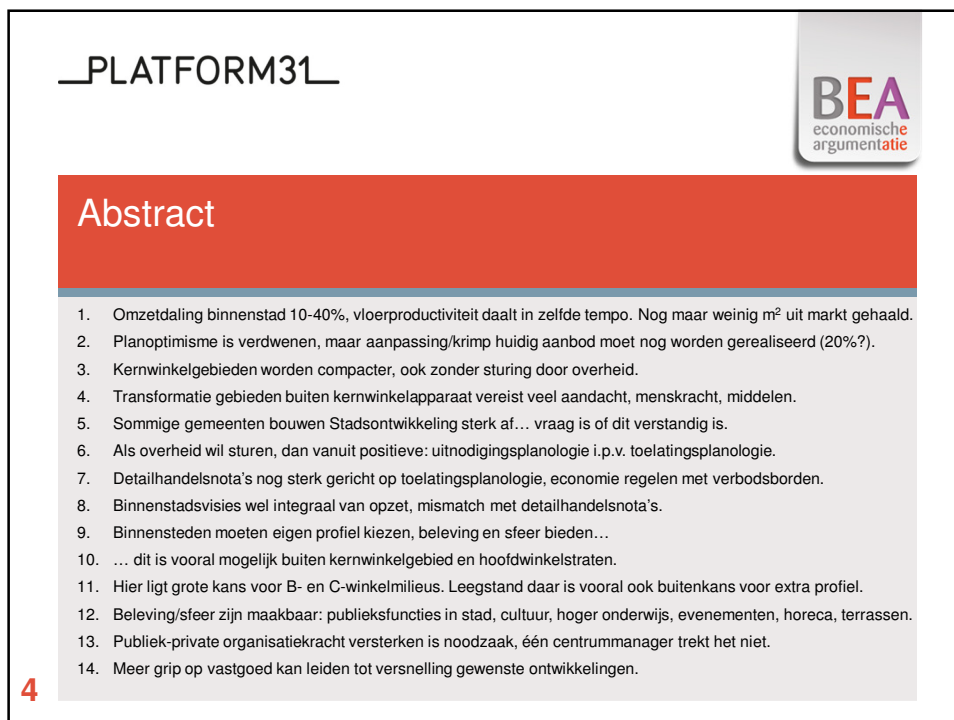 __PLATFORM31__
BEA
economische
argumentatie
Abstract
1. Omzetdaling binnenstad 10-40%, vloerproductiviteit daalt in zelfde tempo. Nog maar weinig m² uit markt gehaald.
2. Planoptimisme is verdwenen, maar aanpassing/krimp huidig aanbod moet nog worden gerealiseerd (20%?).
3. Kernwinkelgebieden worden compacter, ook zonder sturing door overheid.
4. Transformatie gebieden buiten kernwinkelapparaat vereist veel aandacht, menskracht, middelen.
5. Sommige gemeenten bouwen Stadsontwikkeling sterk af… vraag is of dit verstandig is.
6. Als overheid wil sturen, dan vanuit positieve: uitnodigingsplanologie i.p.v. toelatingsplanologie.
7. Detailhandelsnota's nog sterk gericht op toelatingsplanologie, economie regelen met verbodsborden.
8. Binnenstadsvisies wel integraal van opzet, mismatch met detailhandelsnota's.
9. Binnensteden moeten eigen profiel kiezen, beleving en sfeer bieden…
10. … dit is vooral mogelijk buiten kernwinkelgebied en hoofdwinkelstraten.
11. Hier ligt grote kans voor B- en C-winkelmilieus. Leegstand daar is vooral ook buitenkans voor extra profiel.
12. Beleving/sfeer zijn maakbaar: publieksfuncties in stad, cultuur, hoger onderwijs, evenementen, horeca, terrassen.
13. Publiek-private organisatiekracht versterken is noodzaak, één centrummanager trekt het niet.
14. Meer grip op vastgoed kan leiden tot versnelling gewenste ontwikkelingen.
4